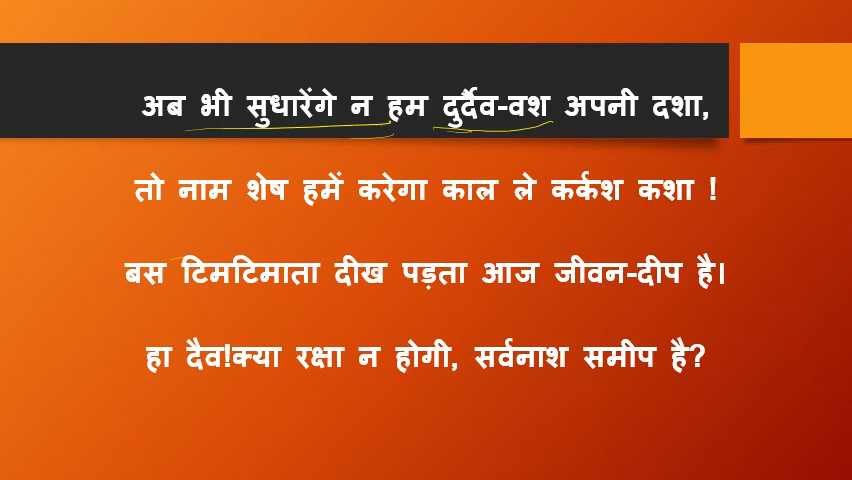 अब भी सुधारेंगे न हम दुर्दैव-वश अपनी दशा,
तो नाम शेष हमें करेगा काल ले कर्कश कशा !
बस टिमटिमाता दीख पड़ता आज जीवन-दीप है।
हा दैव!क्या रक्षा न होगी, सर्वनाश समीप है?